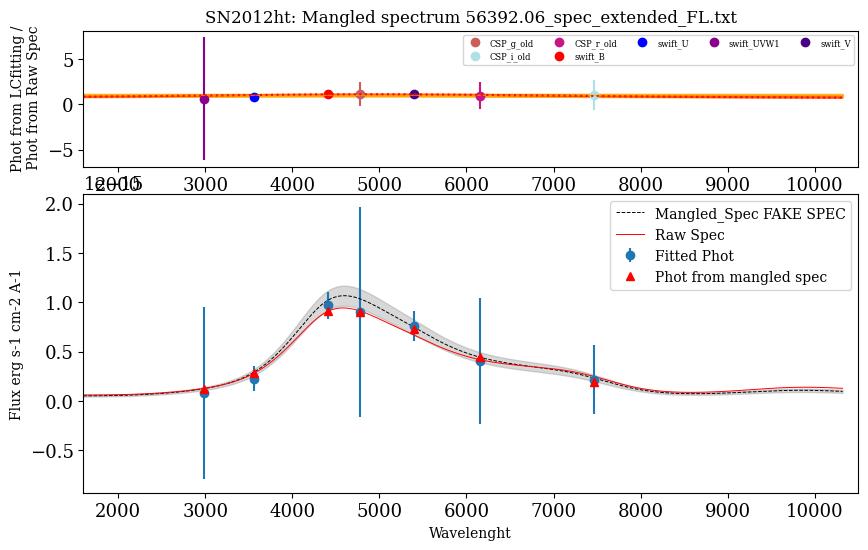 SN2012ht: Mangled spectrum 56392.06_spec_extended_FL.txt
Phot from LCfitting /
Phot from Raw Spec
5
0
−5
CSP_g_old CSP_r_old swift_U swift_UVW1 swift_V
CSP_i_old swift_B
2000 3000 4000 5000 6000 7000 8000 9000 10000
1e−15
Flux erg s-1 cm-2 A-1
2.0
1.5
1.0
0.5
0.0
−0.5
Mangled_Spec FAKE SPEC
Raw Spec
Fitted Phot
Phot from mangled spec
2000 3000 4000 5000 6000 7000 8000 9000 10000
Wavelenght